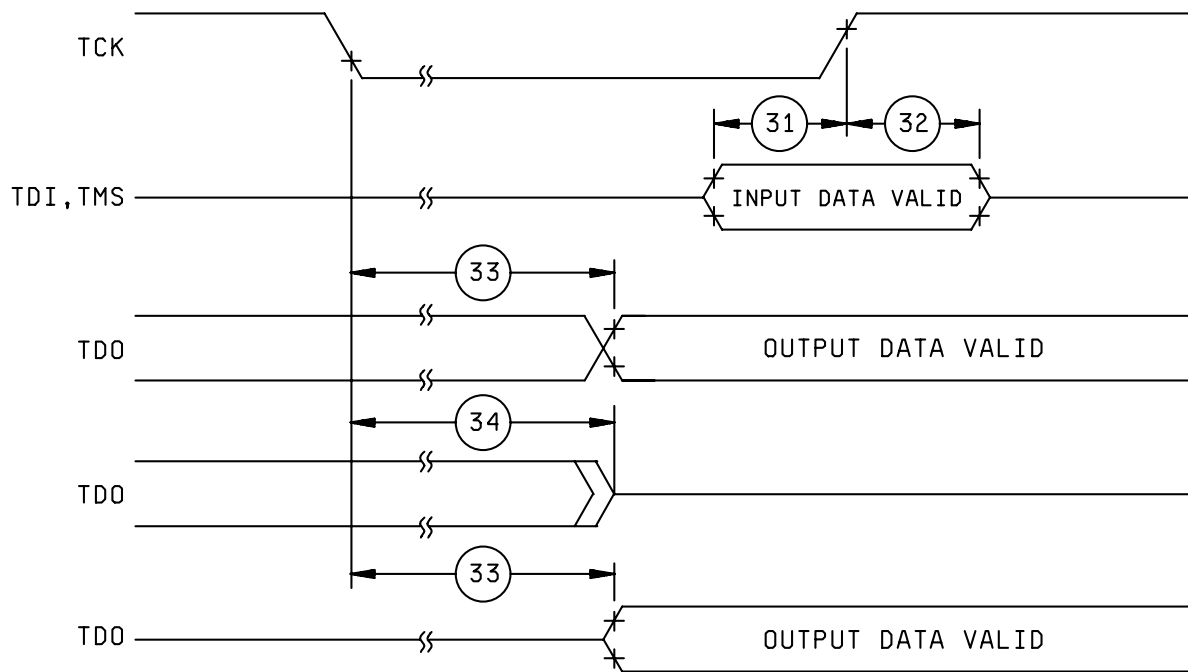 TCK
31
32
TDI,TMS
INPUT DATA VALID
33
TDO
OUTPUT DATA VALID
34
TDO
33
TDO
OUTPUT DATA VALID